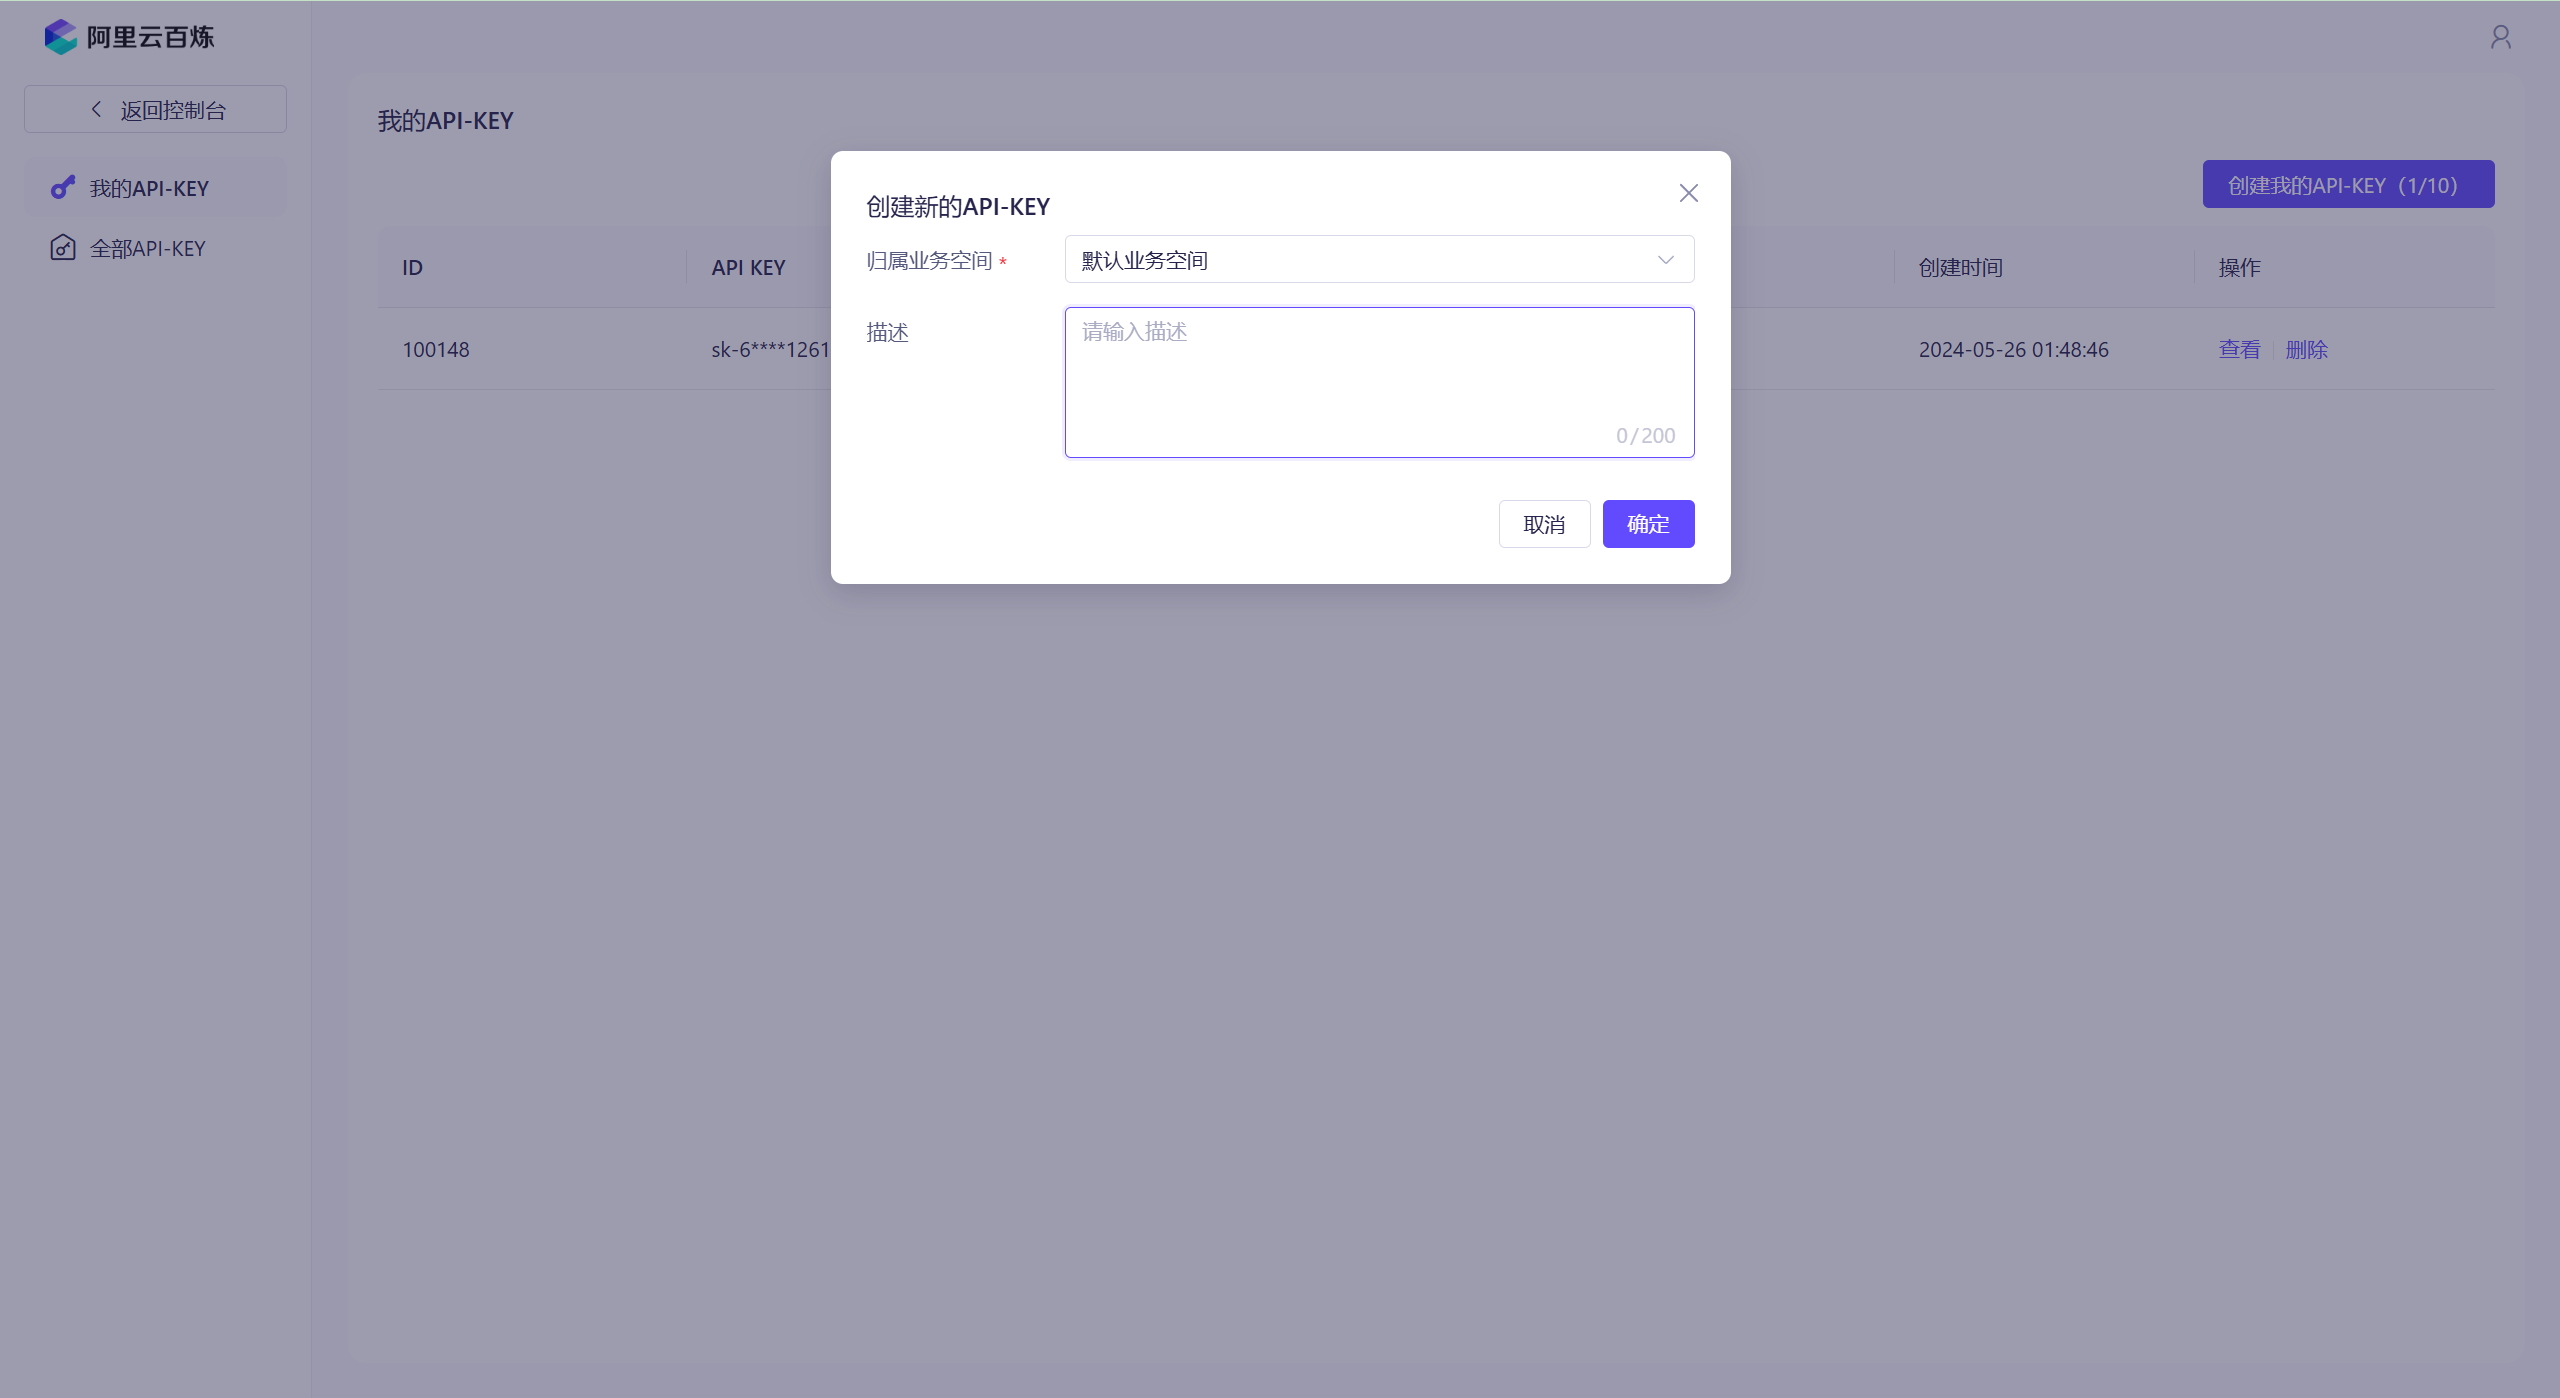 阿里云百炼
返回控制台
我的API-KEY
全部API-KEY
我的API-KEY
创建我的API-KEY（1/10）
ID
API KEY
创建时间
操作
100148
sk-6****1261
2024-05-26 01:48:46
查看
删除
创建新的API-KEY
归属业务空间 *
默认业务空间
描述
请输入描述
0/200
取消
确定